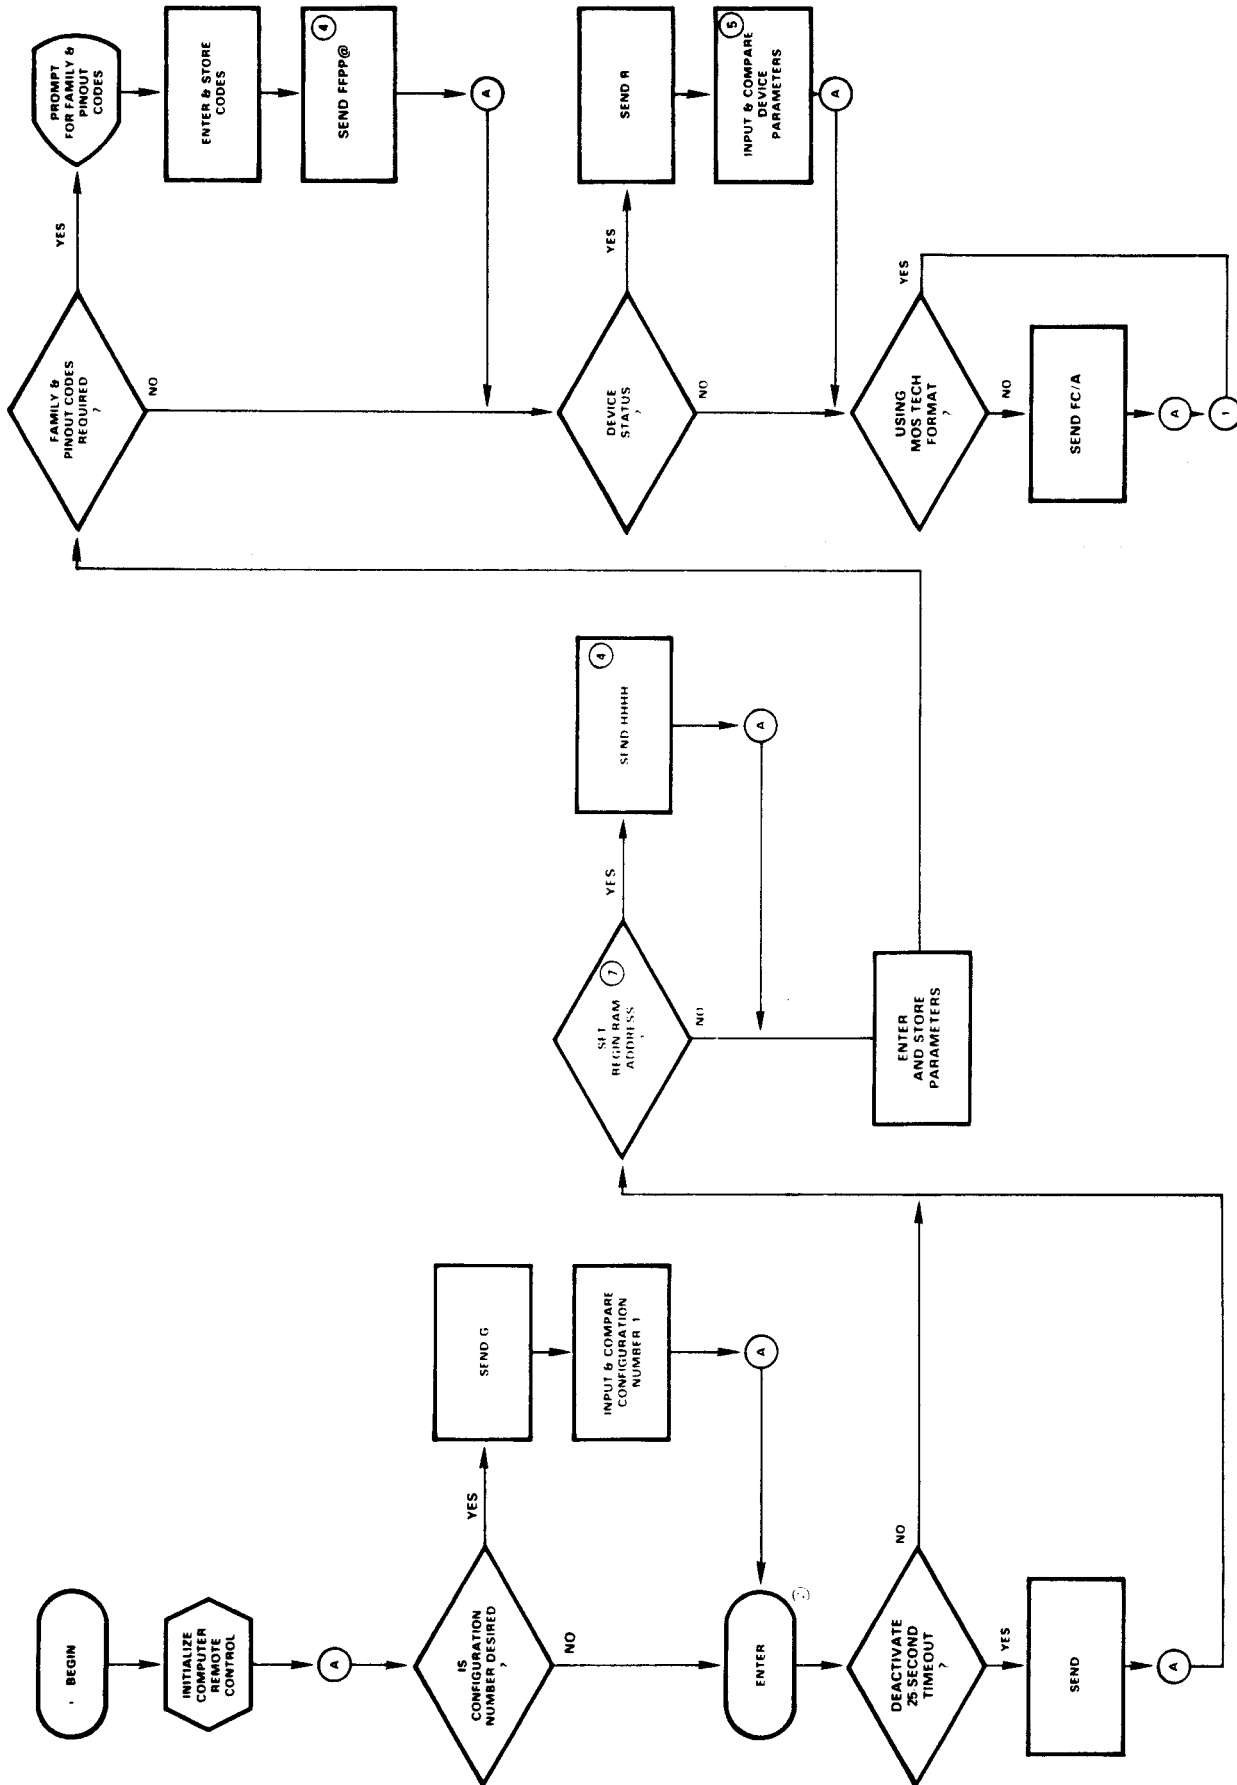 BEGIN
INITIALIZE
COMPUTER
REMOTE
CONTROL
A
IS
CONFIGURATION
NUMBER DESIRED
?
YES
NO
SEND G
INPUT & COMPARE
CONFIGURATION
NUMBER 1
A
ENTER
DEACTIVATE
25-SECOND
TIMEOUT
?
NO
YES
SEND
A
SET
BEGIN RAM
ADDRESS
?
7
YES
NO
4
SEND HHHH
A
ENTER
AND STORE
PARAMETERS
FAMILY &
PINOUT CODES
REQUIRED
?
YES
NO
PROMPT
FOR FAMILY &
PINOUT
CODES
ENTER & STORE
CODES
4
SEND FFPP@
A
DEVICE
STATUS
?
YES
NO
SEND R
5
INPUT & COMPARE
DEVICE
PARAMETERS
A
USING
MOS TECH
FORMAT
?
YES
NO
SEND FC/A
A
1